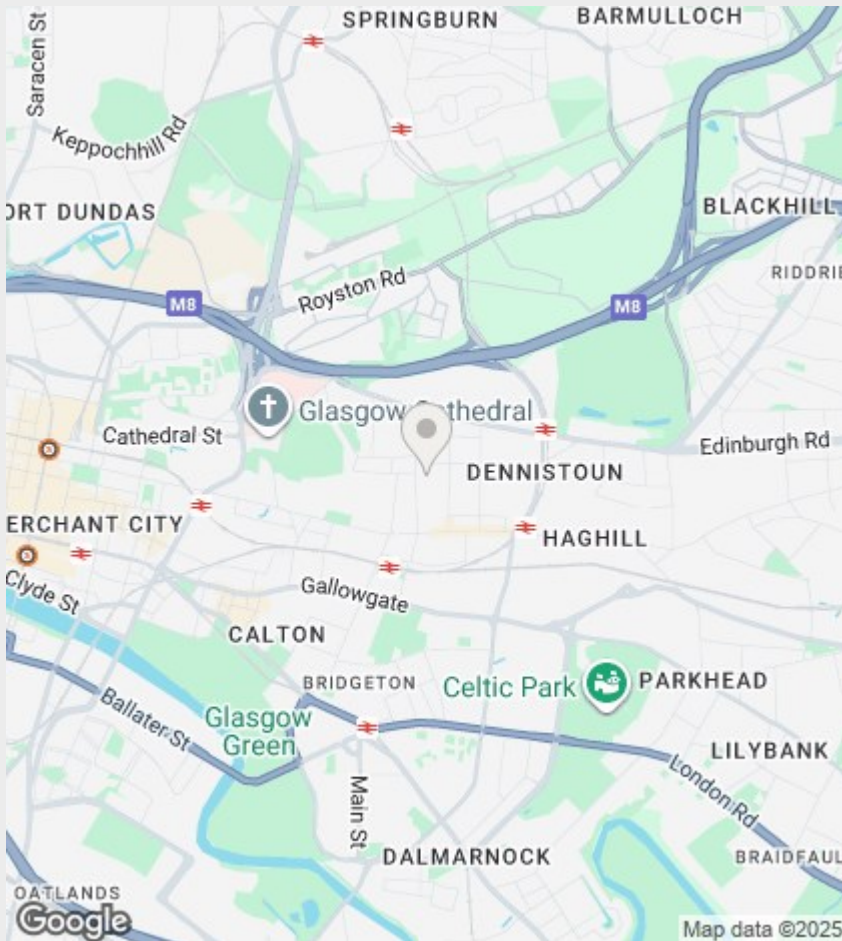 SPRINGBURN
BARMULLOCH
Saracen St
Keppochhill Rd
ORT DUNDAS
BLACKHILL
RIDDRIE
Royston Rd
M8
M8
Glasgow Cathedral
Cathedral St
Edinburgh Rd
DENNISTOUN
ERCHANT CITY
HAGHILL
Clyde St
Gallowgate
CALTON
BRIDGETON
Celtic Park
PARKHEAD
Ballater St
Glasgow
Green
LILYBANK
London Rd
Main St
DALMARNOCK
BRAIDFAUL
OATLANDS
Google
Map data ©2025